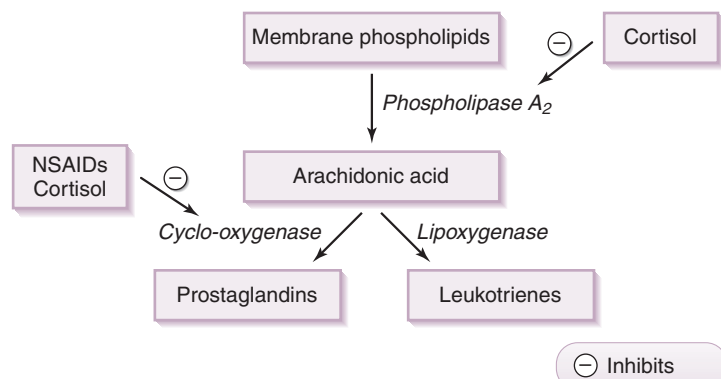 Membrane phospholipids
Cortisol
⊖
Phospholipase A₂
NSAIDs
Cortisol
⊖
Arachidonic acid
Cyclo-oxygenase
Lipoxygenase
Prostaglandins
Leukotrienes
⊖ Inhibits